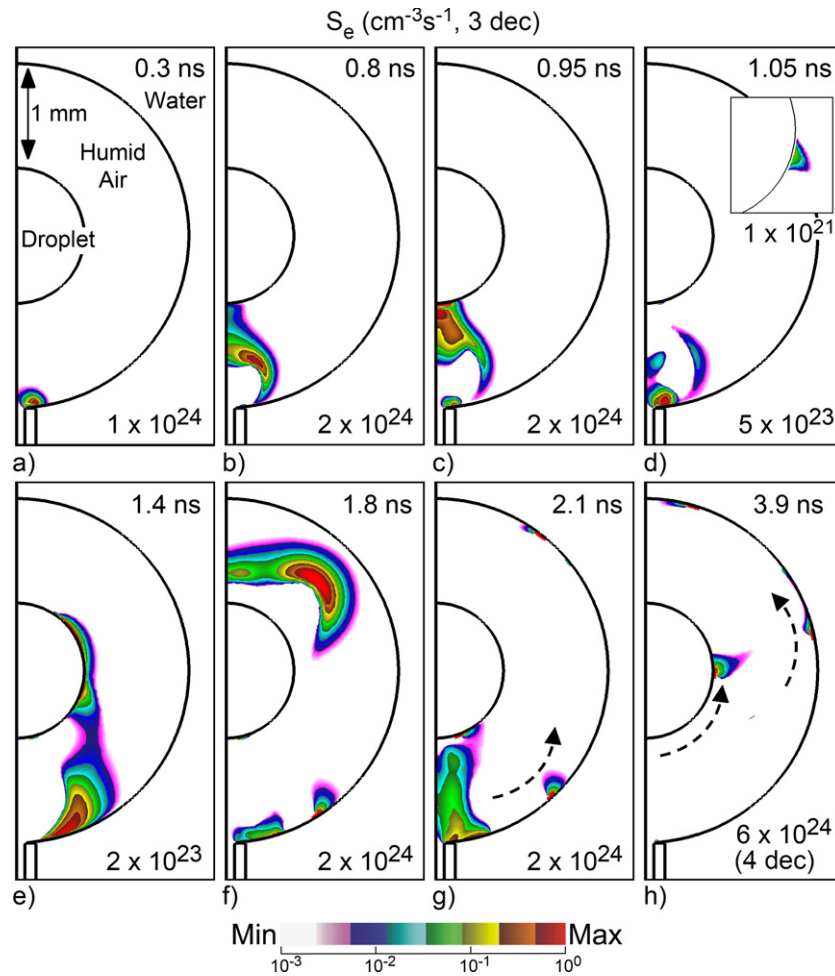 S_e (cm⁻³s⁻¹, 3 dec)
0.3 ns
Water
1 mm
Humid
Air
Droplet
1 x 10²⁴
a)
0.8 ns
2 x 10²⁴
b)
0.95 ns
2 x 10²⁴
c)
1.05 ns
1 x 10²¹
5 x 10²³
d)
1.4 ns
2 x 10²³
e)
1.8 ns
2 x 10²⁴
f)
2.1 ns
2 x 10²⁴
g)
3.9 ns
6 x 10²⁴
(4 dec)
h)
Min Max
10⁻³ 10⁻² 10⁻¹ 10⁰